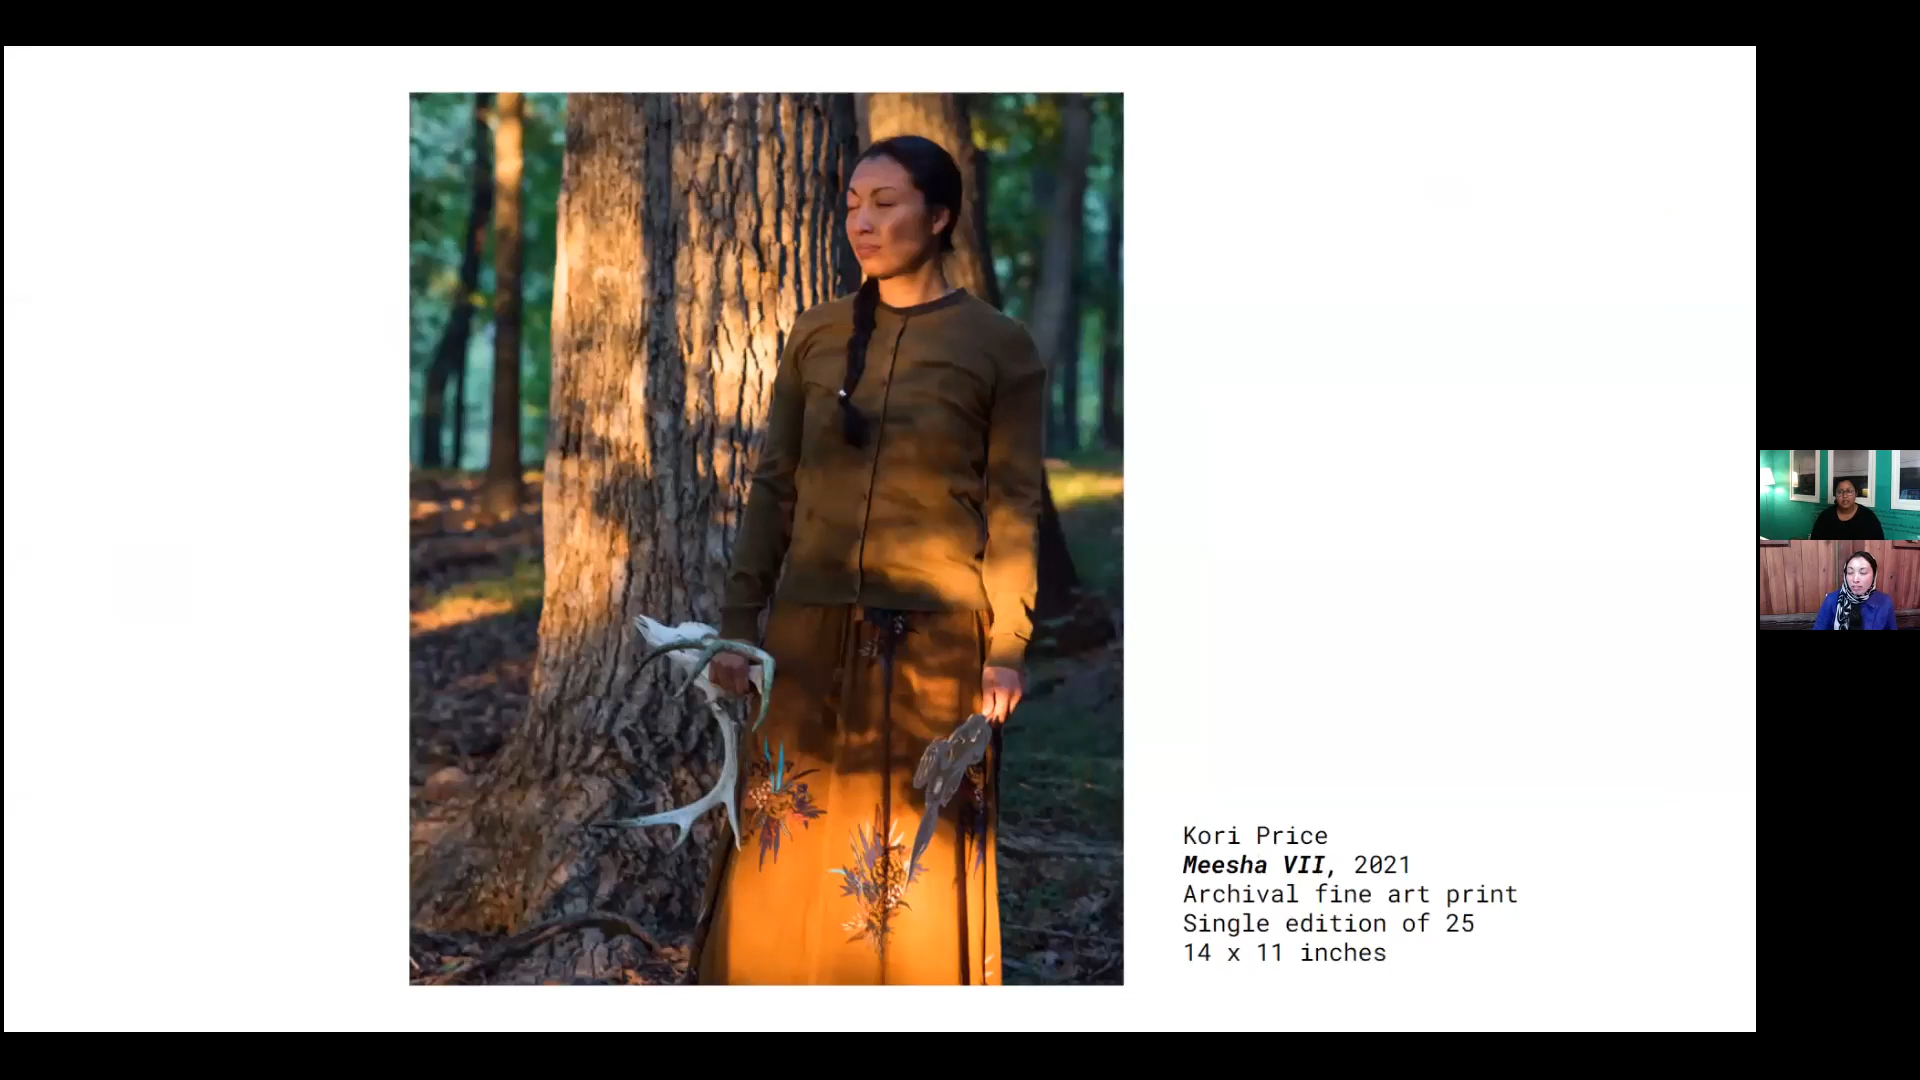 Kori Price
Meesha VII, 2021
Archival fine art print
Single edition of 25
14 x 11 inches